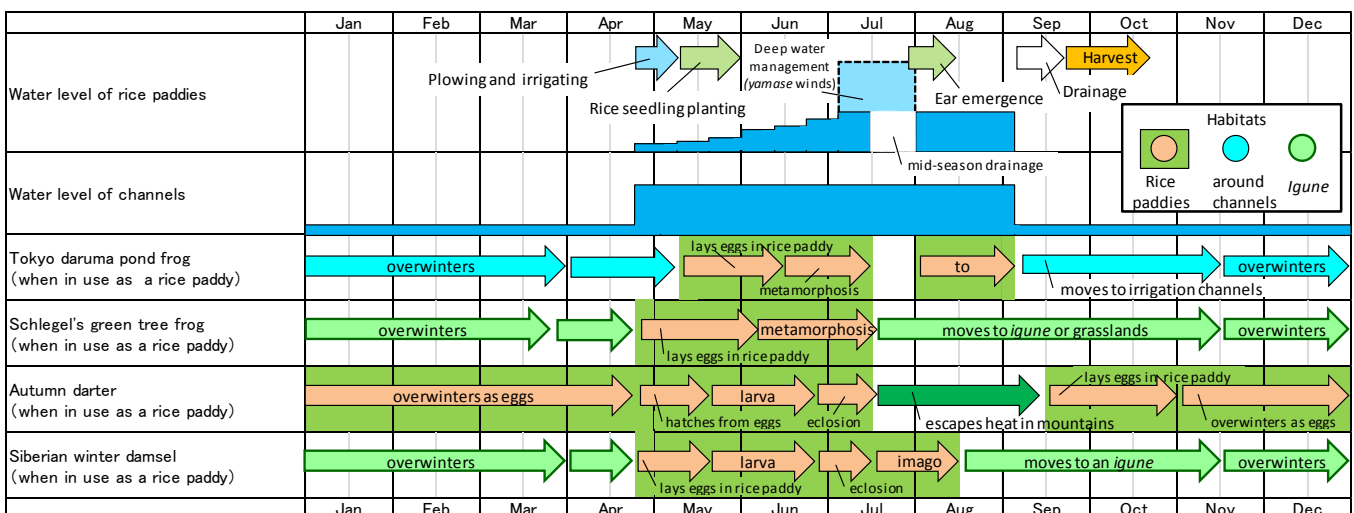 Jan Feb Mar Apr May Jun Jul Aug Sep Oct Nov Dec
Water level of rice paddies
Plowing and irrigating
Rice seedling planting
Deep water
management
(yamase winds)
Ear emergence
Drainage
Harvest
mid-season drainage
Habitats
Rice
paddies
around
channels
Igune
Water level of channels
Tokyo daruma pond frog
(when in use as a rice paddy)
overwinters
lays eggs in rice paddy
metamorphosis
to
moves to irrigation channels
overwinters
Schlegel's green tree frog
(when in use as a rice paddy)
overwinters
lays eggs in rice paddy
metamorphosis
moves to igune or grasslands
overwinters
Autumn darter
(when in use as a rice paddy)
overwinters as eggs
hatches from eggs
larva
eclosion
escapes heat in mountains
lays eggs in rice paddy
overwinters as eggs
Siberian winter damsel
(when in use as a rice paddy)
overwinters
lays eggs in rice paddy
larva
eclosion
imago
moves to an igune
overwinters
Jan Feb Mar Apr May Jun Jul Aug Sep Oct Nov Dec